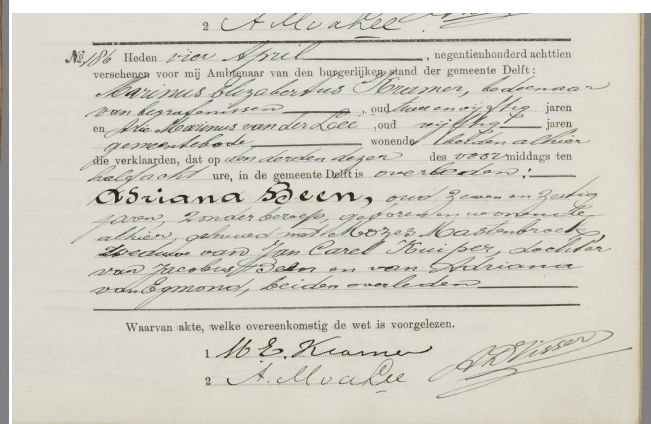 2 A. M v d Lee
No. 186 Heden vier April, negentienhonderd achttien
verschenen voor mij Ambtenaar van den burgerlijken stand der gemeente Delft:
Marinus Elizabertus Kramer, bedienaar
van begrafenissen, oud twee en vijftig jaren
en Arie Marinus van der Lee, oud vijftig jaren
gemeentebode, wonende beiden alhier
die verklaarden, dat op den derden dezer des voormiddags ten
half acht ure, in de gemeente Delft is overleden:
Adriana Been, oud zeven en zestig
jaren, zonder beroep, geboren en wonende
alhier, gehuwd met Mozes Mastenbroek,
weduwe van Jan Carel Kuiper, dochter
van Jacobus Been en van Adriana
van Egmond, beiden overleden
Waarvan akte, welke overeenkomstig de wet is voorgelezen.
1 M E. Kramer
2 A. M v d Lee Visser